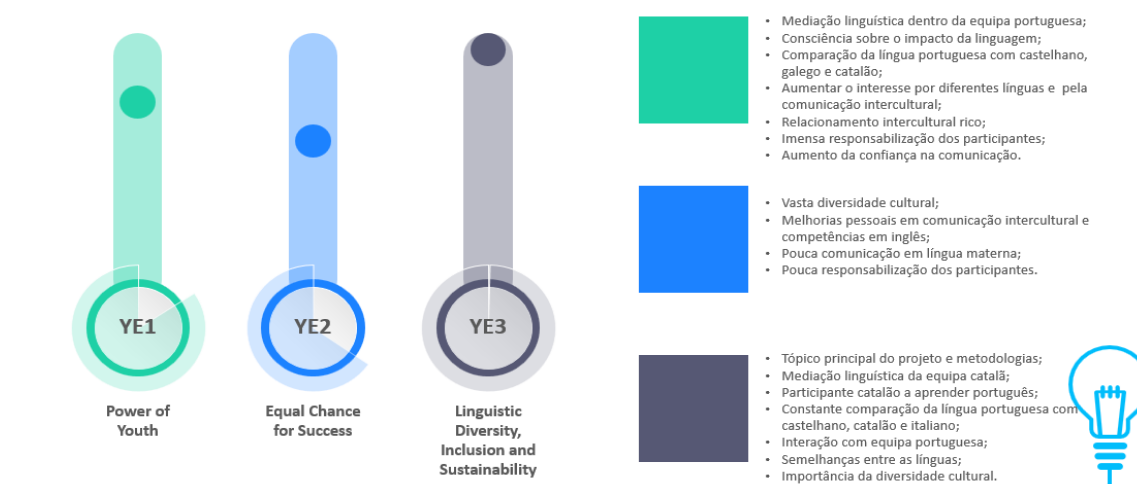 YE1
Power of
Youth
YE2
Equal Chance
for Success
YE3
Linguistic
Diversity,
Inclusion and
Sustainability
• Mediação linguística dentro da equipa portuguesa;
• Consciência sobre o impacto da linguagem;
• Comparação da língua portuguesa com castelhano,
galego e catalão;
• Aumentar o interesse por diferentes línguas e pela
comunicação intercultural;
• Relacionamento intercultural rico;
• Imensa responsabilização dos participantes;
• Aumento da confiança na comunicação.
• Vasta diversidade cultural;
• Melhorias pessoais em comunicação intercultural e
competências em inglês;
• Pouca comunicação em língua materna;
• Pouca responsabilização dos participantes.
• Tópico principal do projeto e metodologias;
• Mediação linguística da equipa catalã;
• Participante catalão a aprender português;
• Constante comparação da língua portuguesa com
castelhano, catalão e italiano;
• Interação com equipa portuguesa;
• Semelhanças entre as línguas;
• Importância da diversidade cultural.